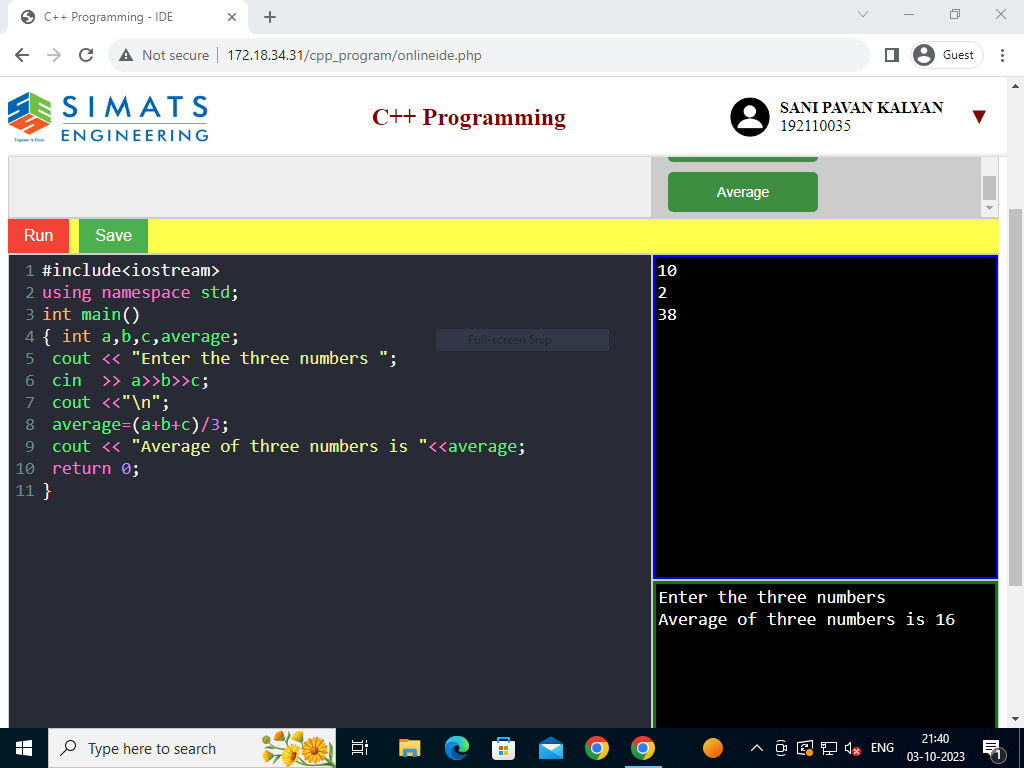 C++ Programming - IDE
Not secure
172.18.34.31/cpp_program/onlineide.php
Guest
SIMATS
ENGINEERING
Engineer to Excel
C++ Programming
SANI PAVAN KALYAN
192110035
Average
Run
Save
1 #include<iostream>
2 using namespace std;
3 int main()
4 { int a,b,c,average;
5 cout << "Enter the three numbers ";
6 cin  >> a>>b>>c;
7 cout <<"\n";
8 average=(a+b+c)/3;
9 cout << "Average of three numbers is "<<average;
10 return 0;
11 }
Full-screen Snip
10
2
38
Enter the three numbers
Average of three numbers is 16
Type here to search
ENG
21:40
03-10-2023
1